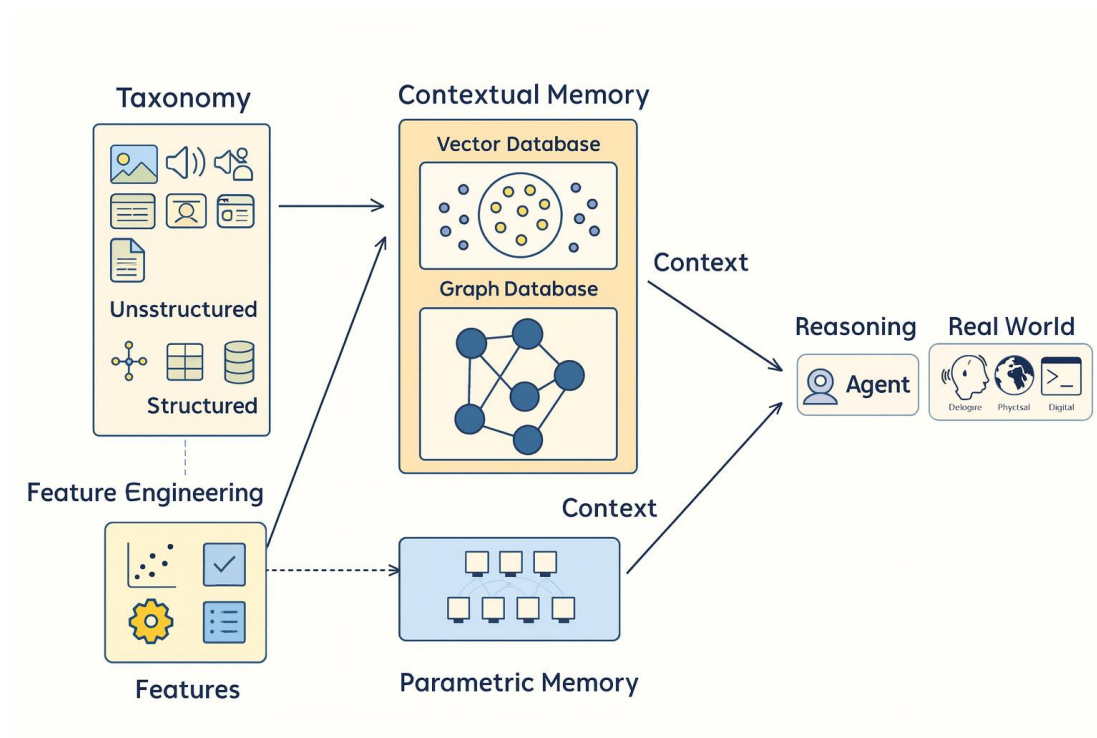 Taxonomy
Unsstructured
Structured
Feature Engineering
Features
Contextual Memory
Vector Database
Graph Database
Context
Context
Parametric Memory
Reasoning
Agent
Real World
Delogire
Phyctsal
Digital